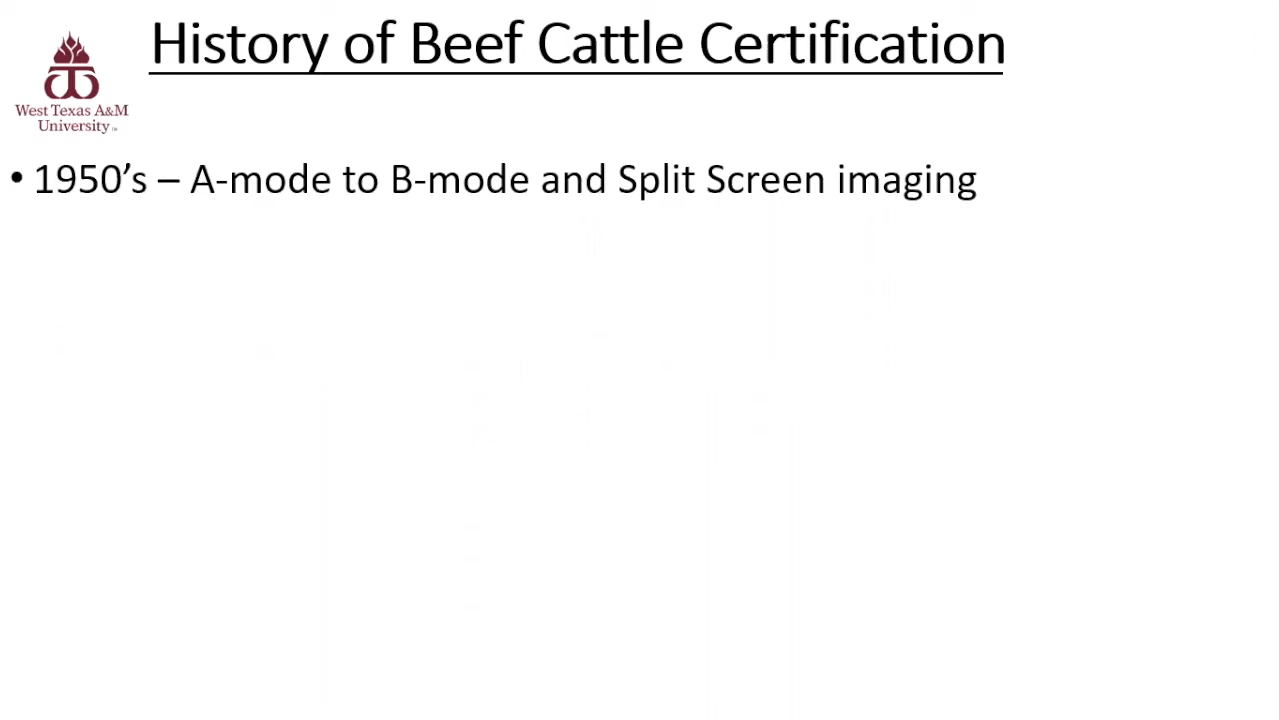 History of Beef Cattle Certification
West Texas A&M
University
• 1950’s – A-mode to B-mode and Split Screen imaging